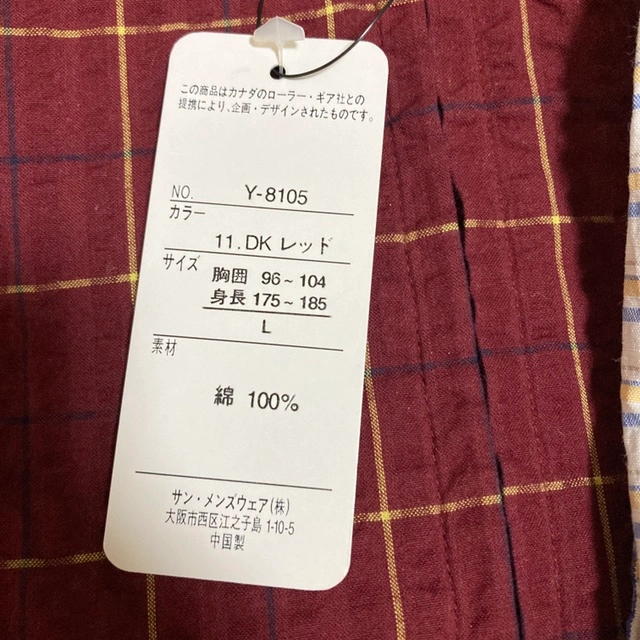 この商品はカナダのローラー・ギア社との
提携により、企画・デザインされたものです。
NO. Y-8105
カラー
11.DK レッド
サイズ
胸囲 96~104
身長 175~185
L
素材
綿 100%
サン・メンズウェア(株)
大阪市西区江之子島 1-10-5
中国製